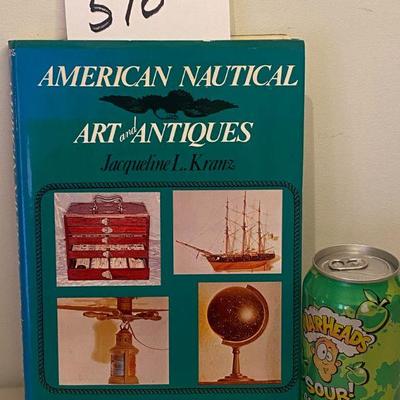 510
AMERICAN NAUTICAL
ART and ANTIQUES
Jacqueline L. Kranz
WARHEADS
SOUR!